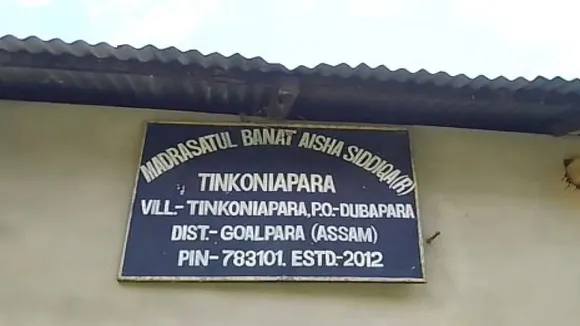 MADRASATUL BANAT AISHA SIDDIQA(R)
TINKONIAPARA
VILL.- TINKONIAPARA, P.O.- DUBAPARA
DIST.- GOALPARA (ASSAM)
PIN- 783101. ESTD.-2012